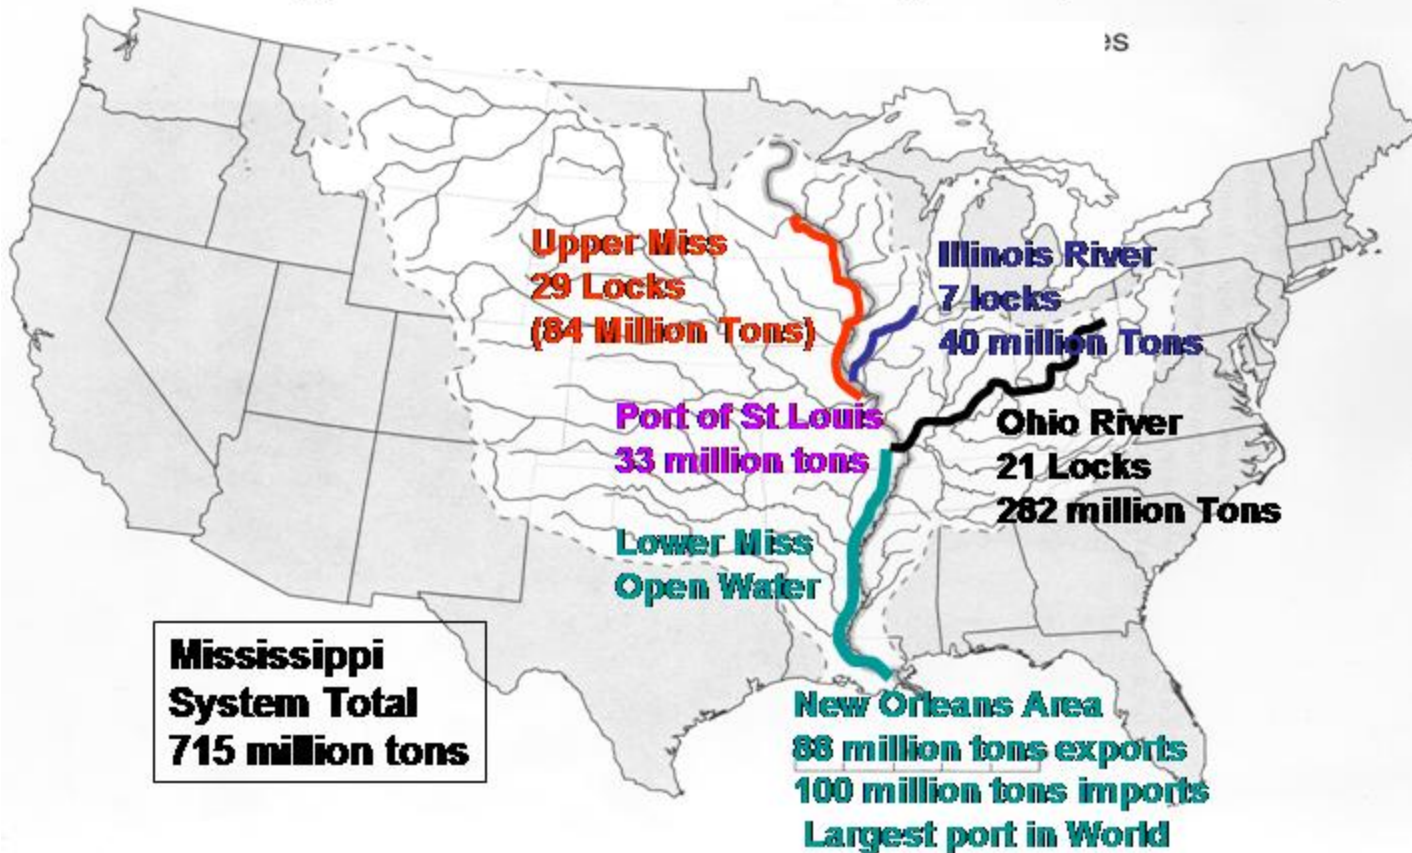 Upper Miss
29 Locks
(84 Million Tons)
Illinois River
7 locks
40 million Tons
Port of St Louis
33 million tons
Ohio River
21 Locks
282 million Tons
Lower Miss
Open Water
Mississippi
System Total
715 million tons
New Orleans Area
88 million tons exports
100 million tons imports
Largest port in World